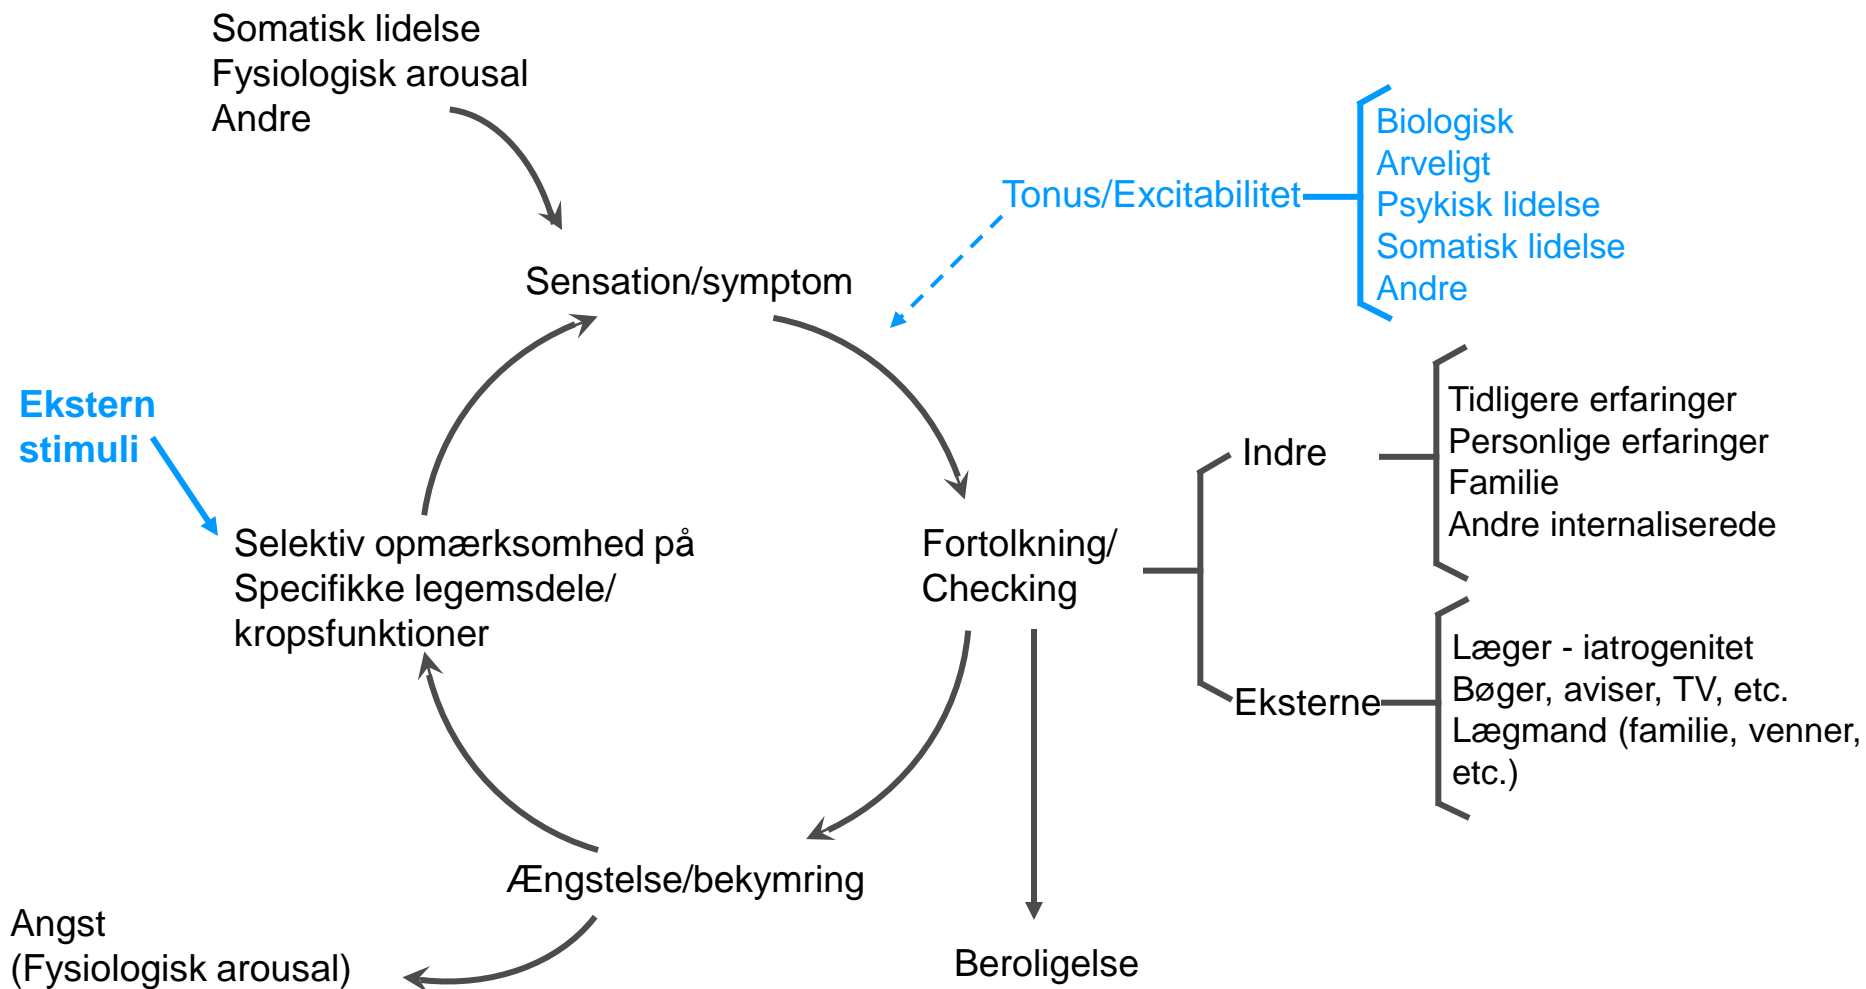 Somatisk lidelse
Fysiologisk arousal
Andre
Biologisk
Arveligt
Tonus/Excitabilitet
Psykisk lidelse
Somatisk lidelse
Andre
Sensation/symptom
Ekstern
stimuli
Tidligere erfaringer
Indre
Personlige erfaringer
Familie
Andre internaliserede
Selektiv opmærksomhed på
Specifikke legemsdele/
kropsfunktioner
Fortolkning/
Checking
Læger - iatrogenitet
Eksterne
Bøger, aviser, TV, etc.
Lægmand (familie, venner,
etc.)
Ængstelse/bekymring
Angst
(Fysiologisk arousal)
Beroligelse